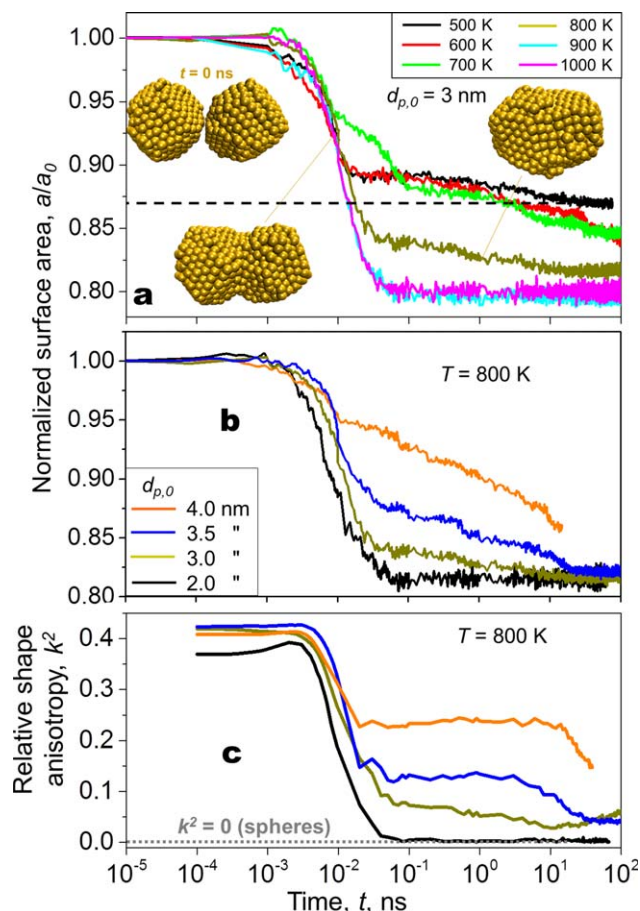 1.00
0.95
0.90
0.85
0.80
500 K
600 K
700 K
800 K
900 K
1000 K
t = 0 ns
dp,0 = 3 nm
a
Normalized surface area, a/a0
1.00
0.95
0.90
0.85
0.80
T = 800 K
b
dp,0
4.0 nm
3.5 "
3.0 "
2.0 "
Relative shape
anisotropy, k²
0.4
0.3
0.2
0.1
0.0
T = 800 K
c
k² = 0 (spheres)
10⁻⁵ 10⁻⁴ 10⁻³ 10⁻² 10⁻¹ 10⁰ 10¹ 10²
Time, t, ns